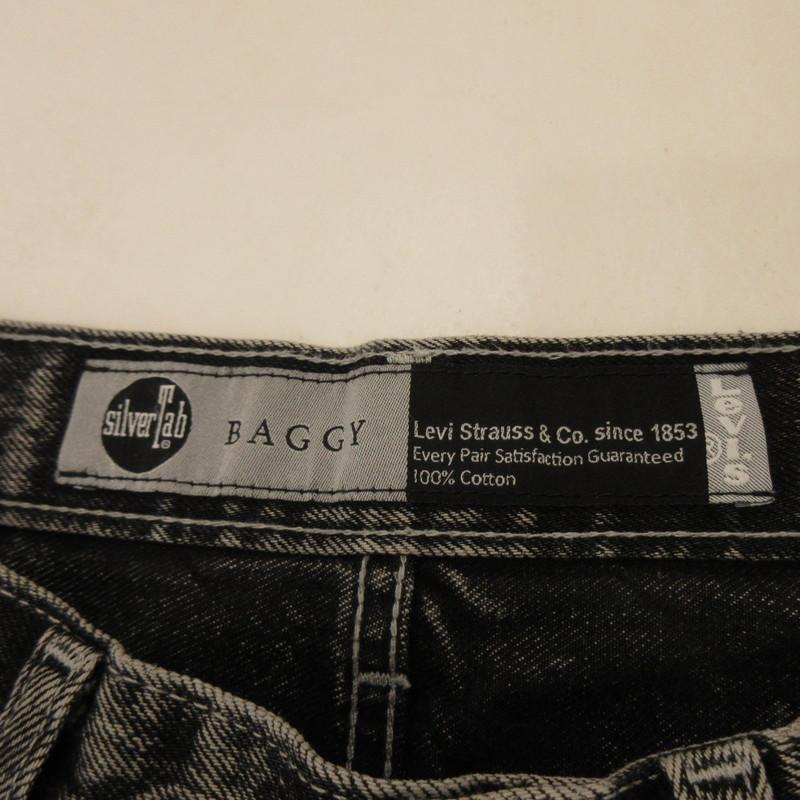 silverTab®
BAGGY
Levi Strauss & Co. since 1853
Every Pair Satisfaction Guaranteed
100% Cotton
LEVI'S
®